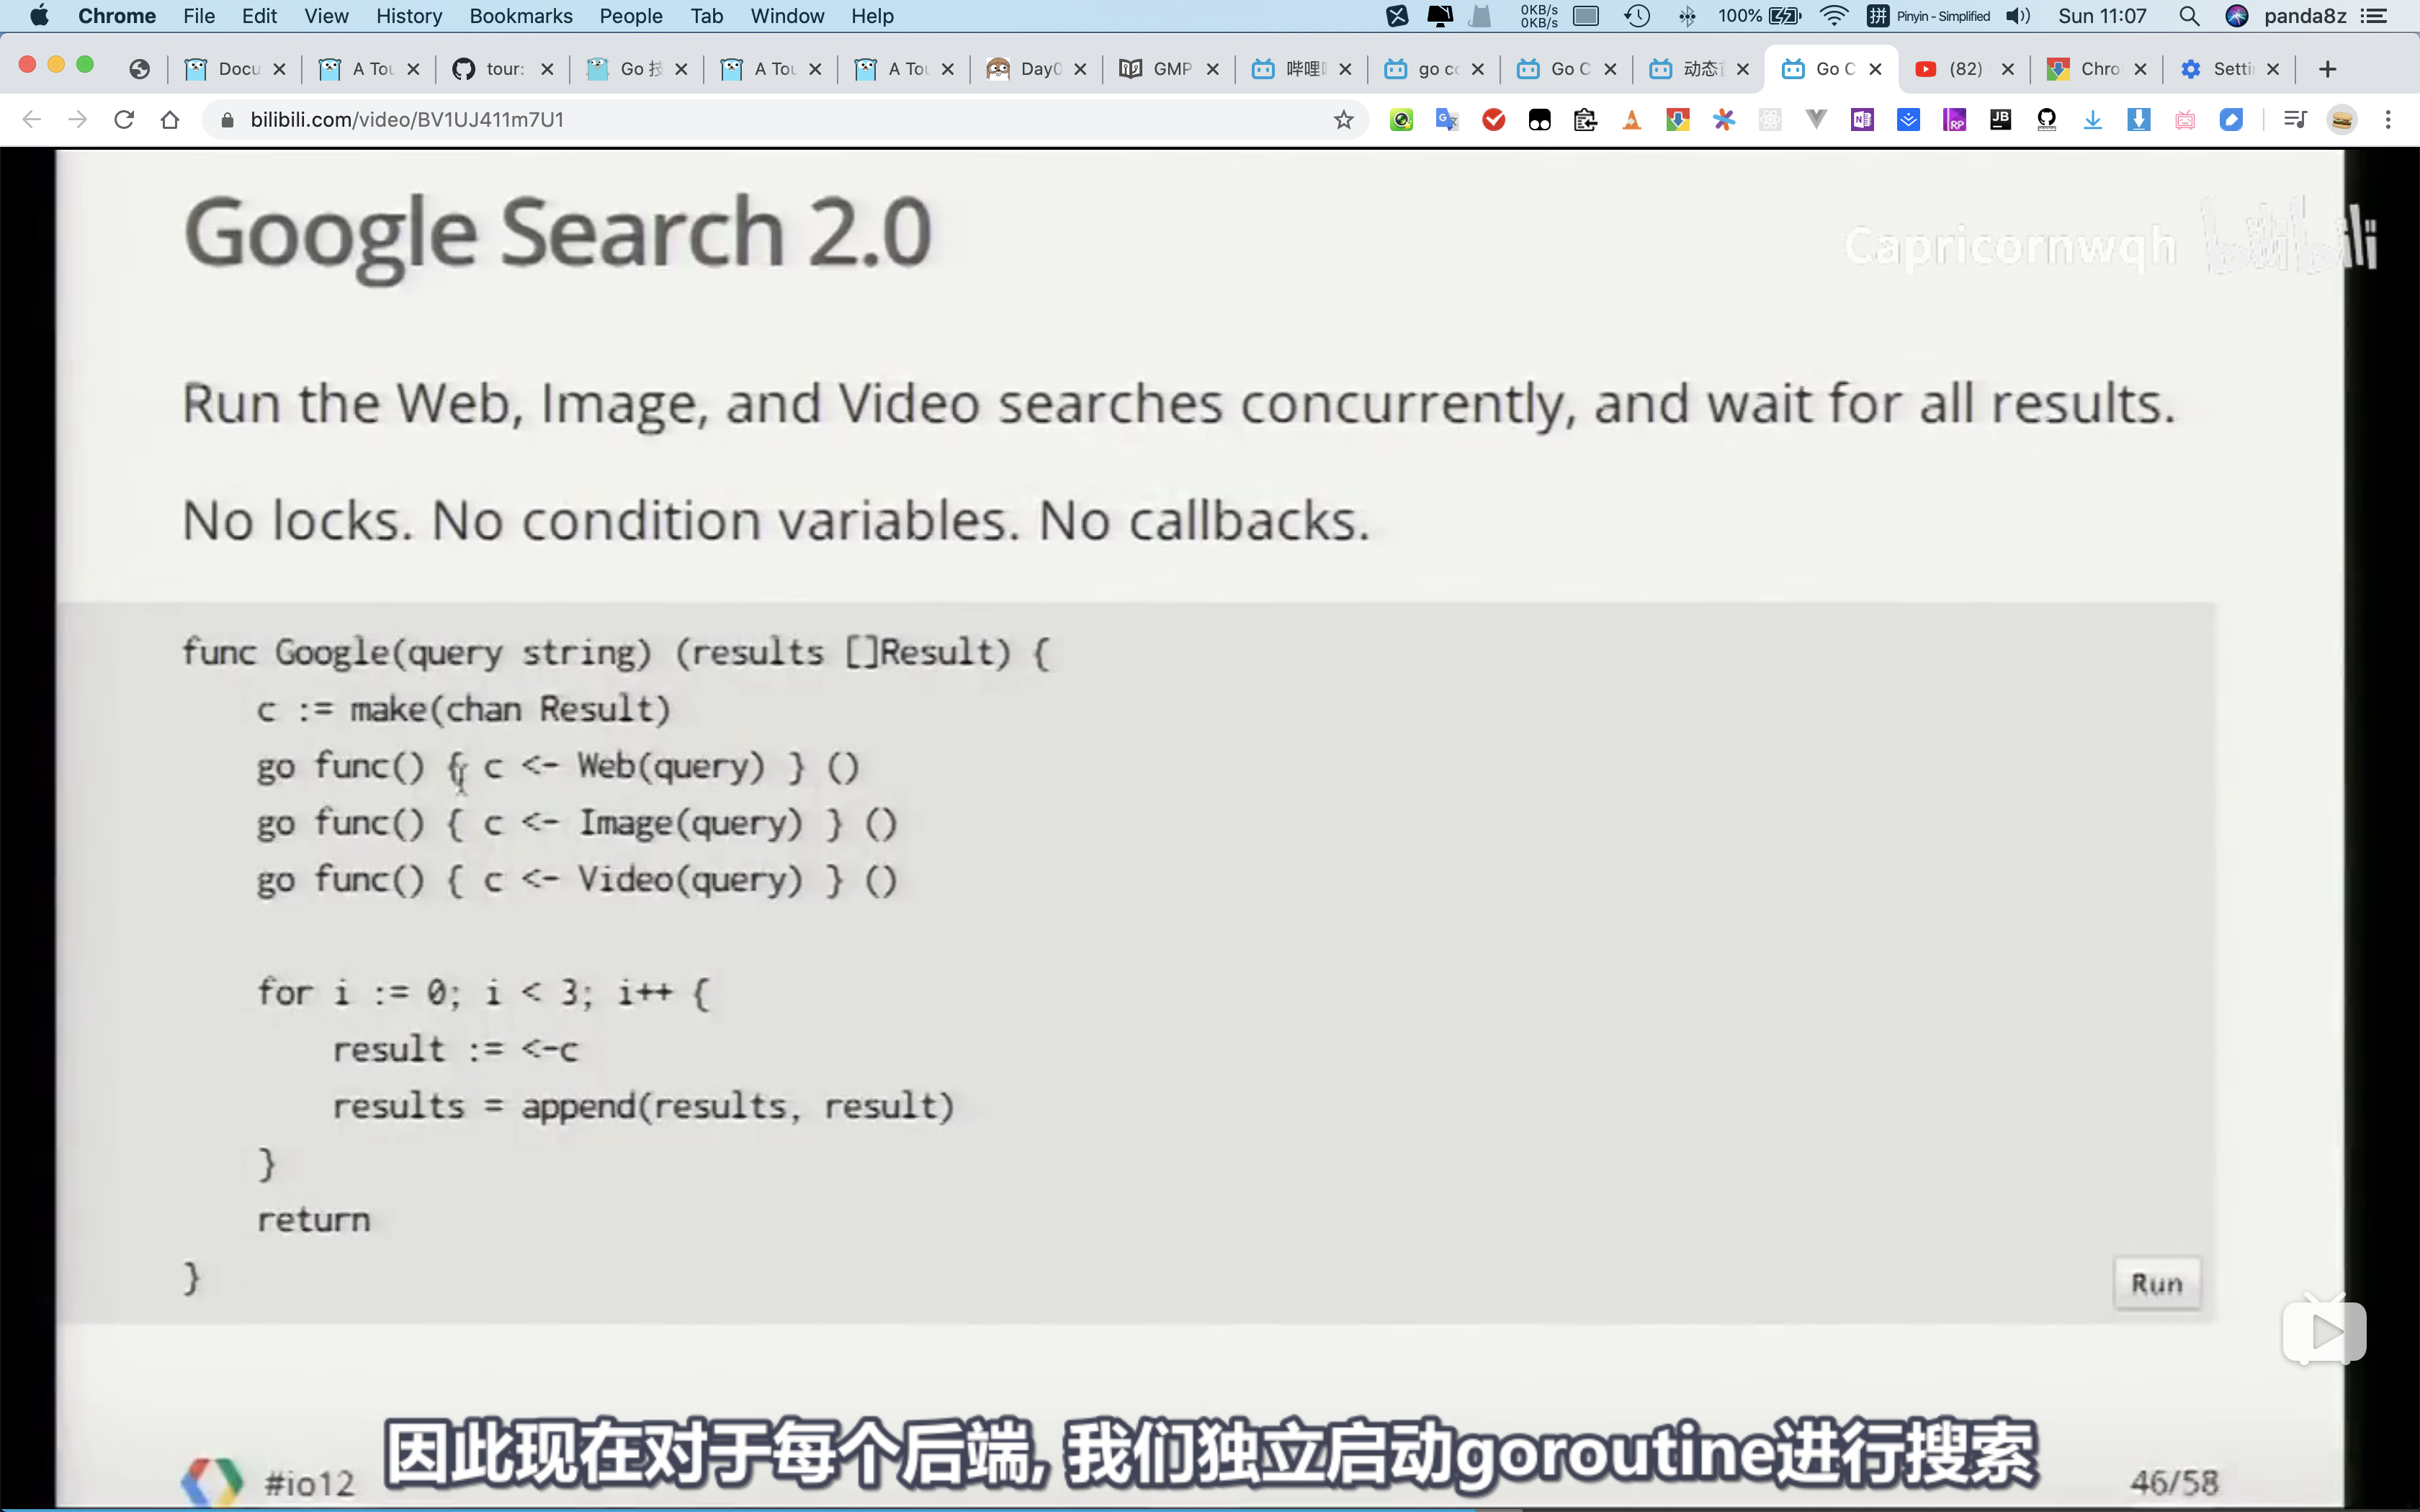 Chrome File Edit View History Bookmarks People Tab Window Help 0KB/s 0KB/s 100% 拼 Pinyin - Simplified Sun 11:07 panda8z
Docu A Tou tour: Go 技 A Tou A Tou Day0 GMP 哔哩 go co Go C 动态 Go C (82) Chro Setti
bilibili.com/video/BV1UJ411m7U1
Google Search 2.0
Capricornwqh bilibili
Run the Web, Image, and Video searches concurrently, and wait for all results.
No locks. No condition variables. No callbacks.
func Google(query string) (results []Result) {
c := make(chan Result)
go func() { c <- Web(query) } ()
go func() { c <- Image(query) } ()
go func() { c <- Video(query) } ()
for i := 0; i < 3; i++ {
result := <-c
results = append(results, result)
}
return
}
Run
因此现在对于每个后端, 我们独立启动goroutine进行搜索
#io12
46/58